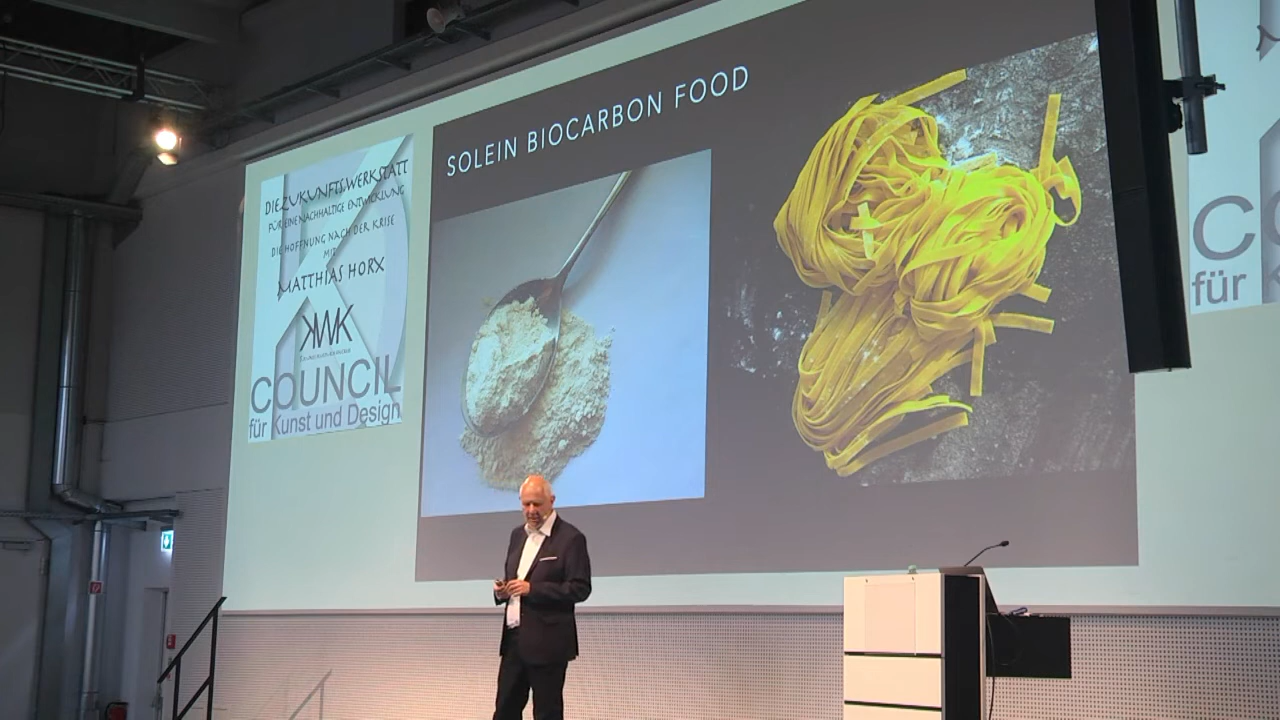 SOLEIN BIOCARBON FOOD
DIEZUKUNFTSWERKSTATT
FÜR EINE NACHHALTIGE ENTWICKLUNG
DIE HOFFNUNG NACH DER KRISE
MIT
MATTHIAS HORX
KWK
COUNCIL
für Kunst und Design
C
für